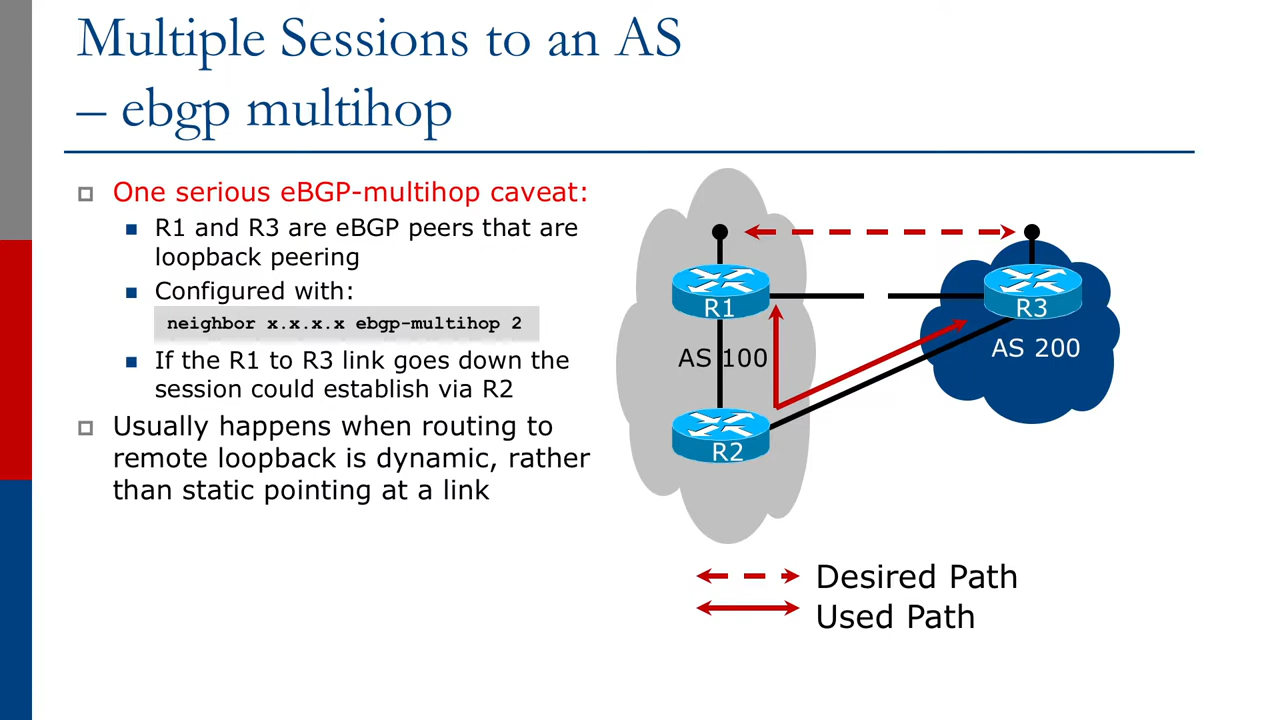 Multiple Sessions to an AS
– ebgp multihop
One serious eBGP-multihop caveat:
R1 and R3 are eBGP peers that are
loopback peering
Configured with:
neighbor x.x.x.x ebgp-multihop 2
If the R1 to R3 link goes down the
session could establish via R2
Usually happens when routing to
remote loopback is dynamic, rather
than static pointing at a link
R1
R3
AS 100
AS 200
R2
Desired Path
Used Path